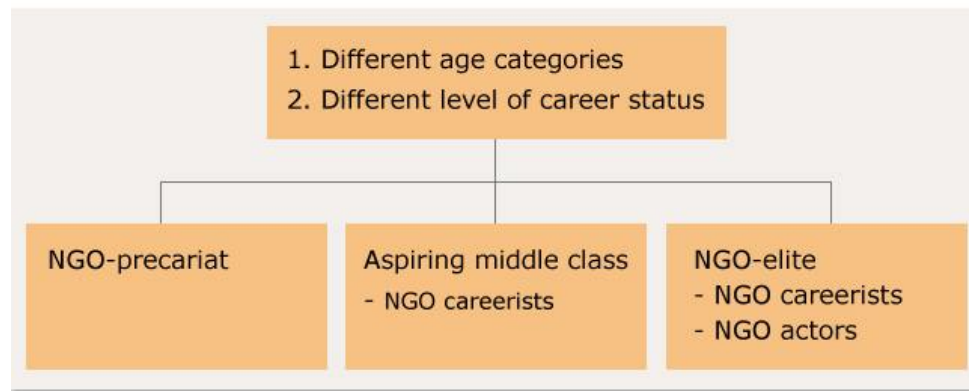 1. Different age categories
2. Different level of career status
NGO-precariat
Aspiring middle class
- NGO careerists
NGO-elite
- NGO careerists
- NGO actors